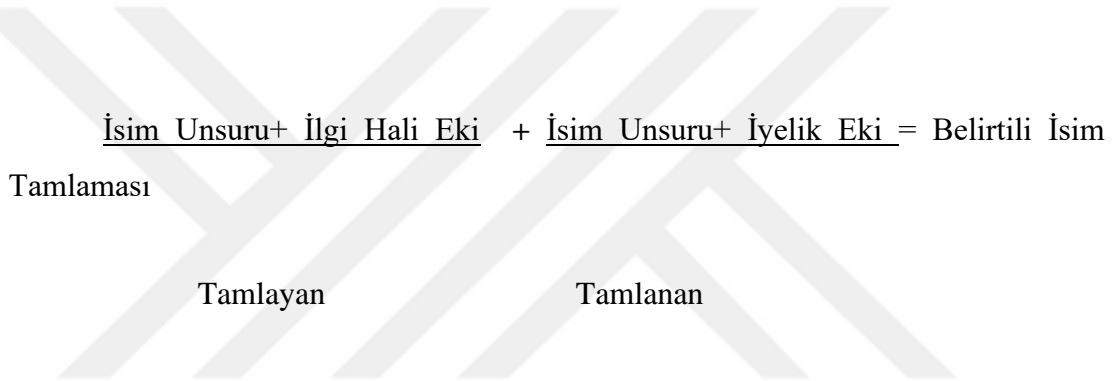 İsim Unsuru+ İlgi Hali Eki + İsim Unsuru+ İyelik Eki = Belirtili İsim
Tamlaması
Tamlayan Tamlanan